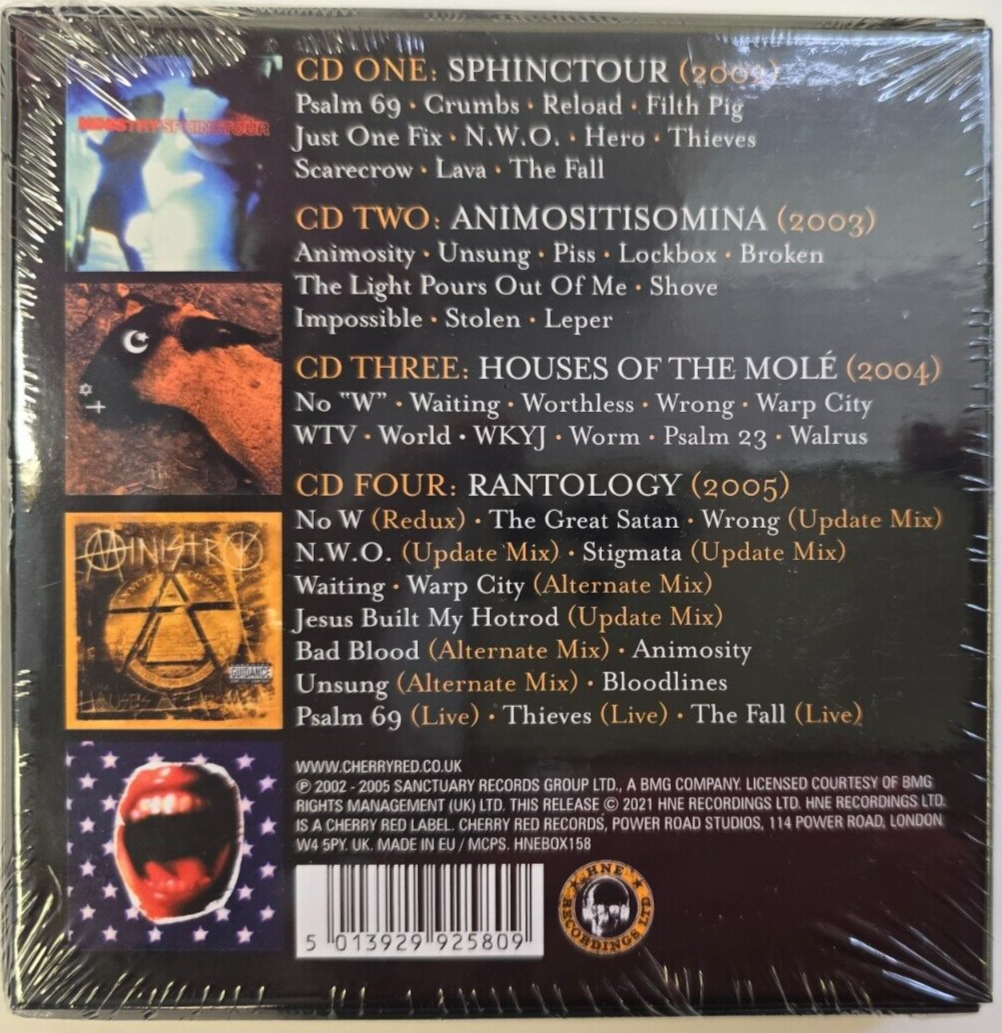 CD ONE: SPHINCTOUR (2002)
Psalm 69 • Crumbs • Reload • Filth Pig
Just One Fix • N.W.O. • Hero • Thieves
Scarecrow • Lava • The Fall
MINISTRY SPHINCTOUR
CD TWO: ANIMOSITISOMINA (2003)
Animosity • Unsung • Piss • Lockbox • Broken
The Light Pours Out Of Me • Shove
Impossible • Stolen • Leper
CD THREE: HOUSES OF THE MOLÉ (2004)
No "W" • Waiting • Worthless • Wrong • Warp City
WTV • World • WKYJ • Worm • Psalm 23 • Walrus
CD FOUR: RANTOLOGY (2005)
No W (Redux) • The Great Satan • Wrong (Update Mix)
N.W.O. (Update Mix) • Stigmata (Update Mix)
Waiting • Warp City (Alternate Mix)
Jesus Built My Hotrod (Update Mix)
Bad Blood (Alternate Mix) • Animosity
Unsung (Alternate Mix) • Bloodlines
Psalm 69 (Live) • Thieves (Live) • The Fall (Live)
MINISTRY
GUIDANCE
WWW.CHERRYRED.CO.UK
℗ 2002 - 2005 SANCTUARY RECORDS GROUP LTD., A BMG COMPANY. LICENSED COURTESY OF BMG
RIGHTS MANAGEMENT (UK) LTD. THIS RELEASE © 2021 HNE RECORDINGS LTD. HNE RECORDINGS LTD.
IS A CHERRY RED LABEL. CHERRY RED RECORDS, POWER ROAD STUDIOS, 114 POWER ROAD, LONDON
W4 5PY. UK. MADE IN EU / MCPS. HNEBOX158
5 013929 925809
HNE RECORDINGS LTD